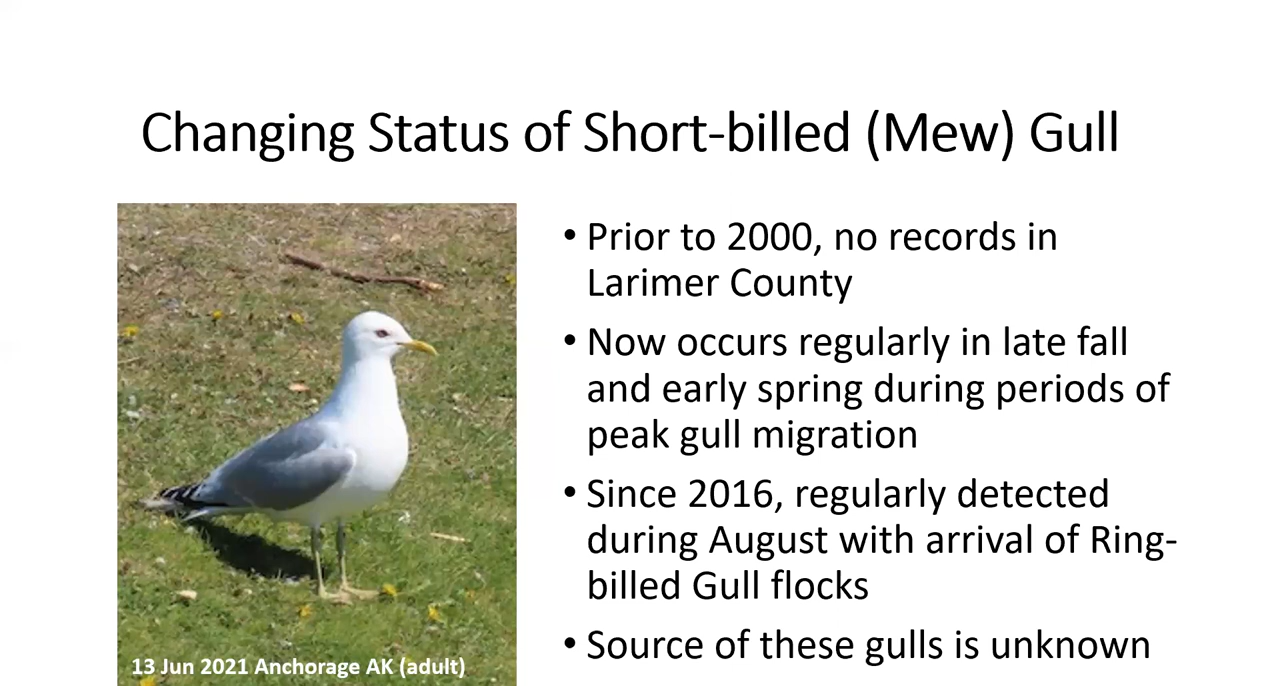 Changing Status of Short-billed (Mew) Gull
• Prior to 2000, no records in
Larimer County
• Now occurs regularly in late fall
and early spring during periods of
peak gull migration
• Since 2016, regularly detected
during August with arrival of Ring-
billed Gull flocks
• Source of these gulls is unknown
13 Jun 2021 Anchorage AK (adult)